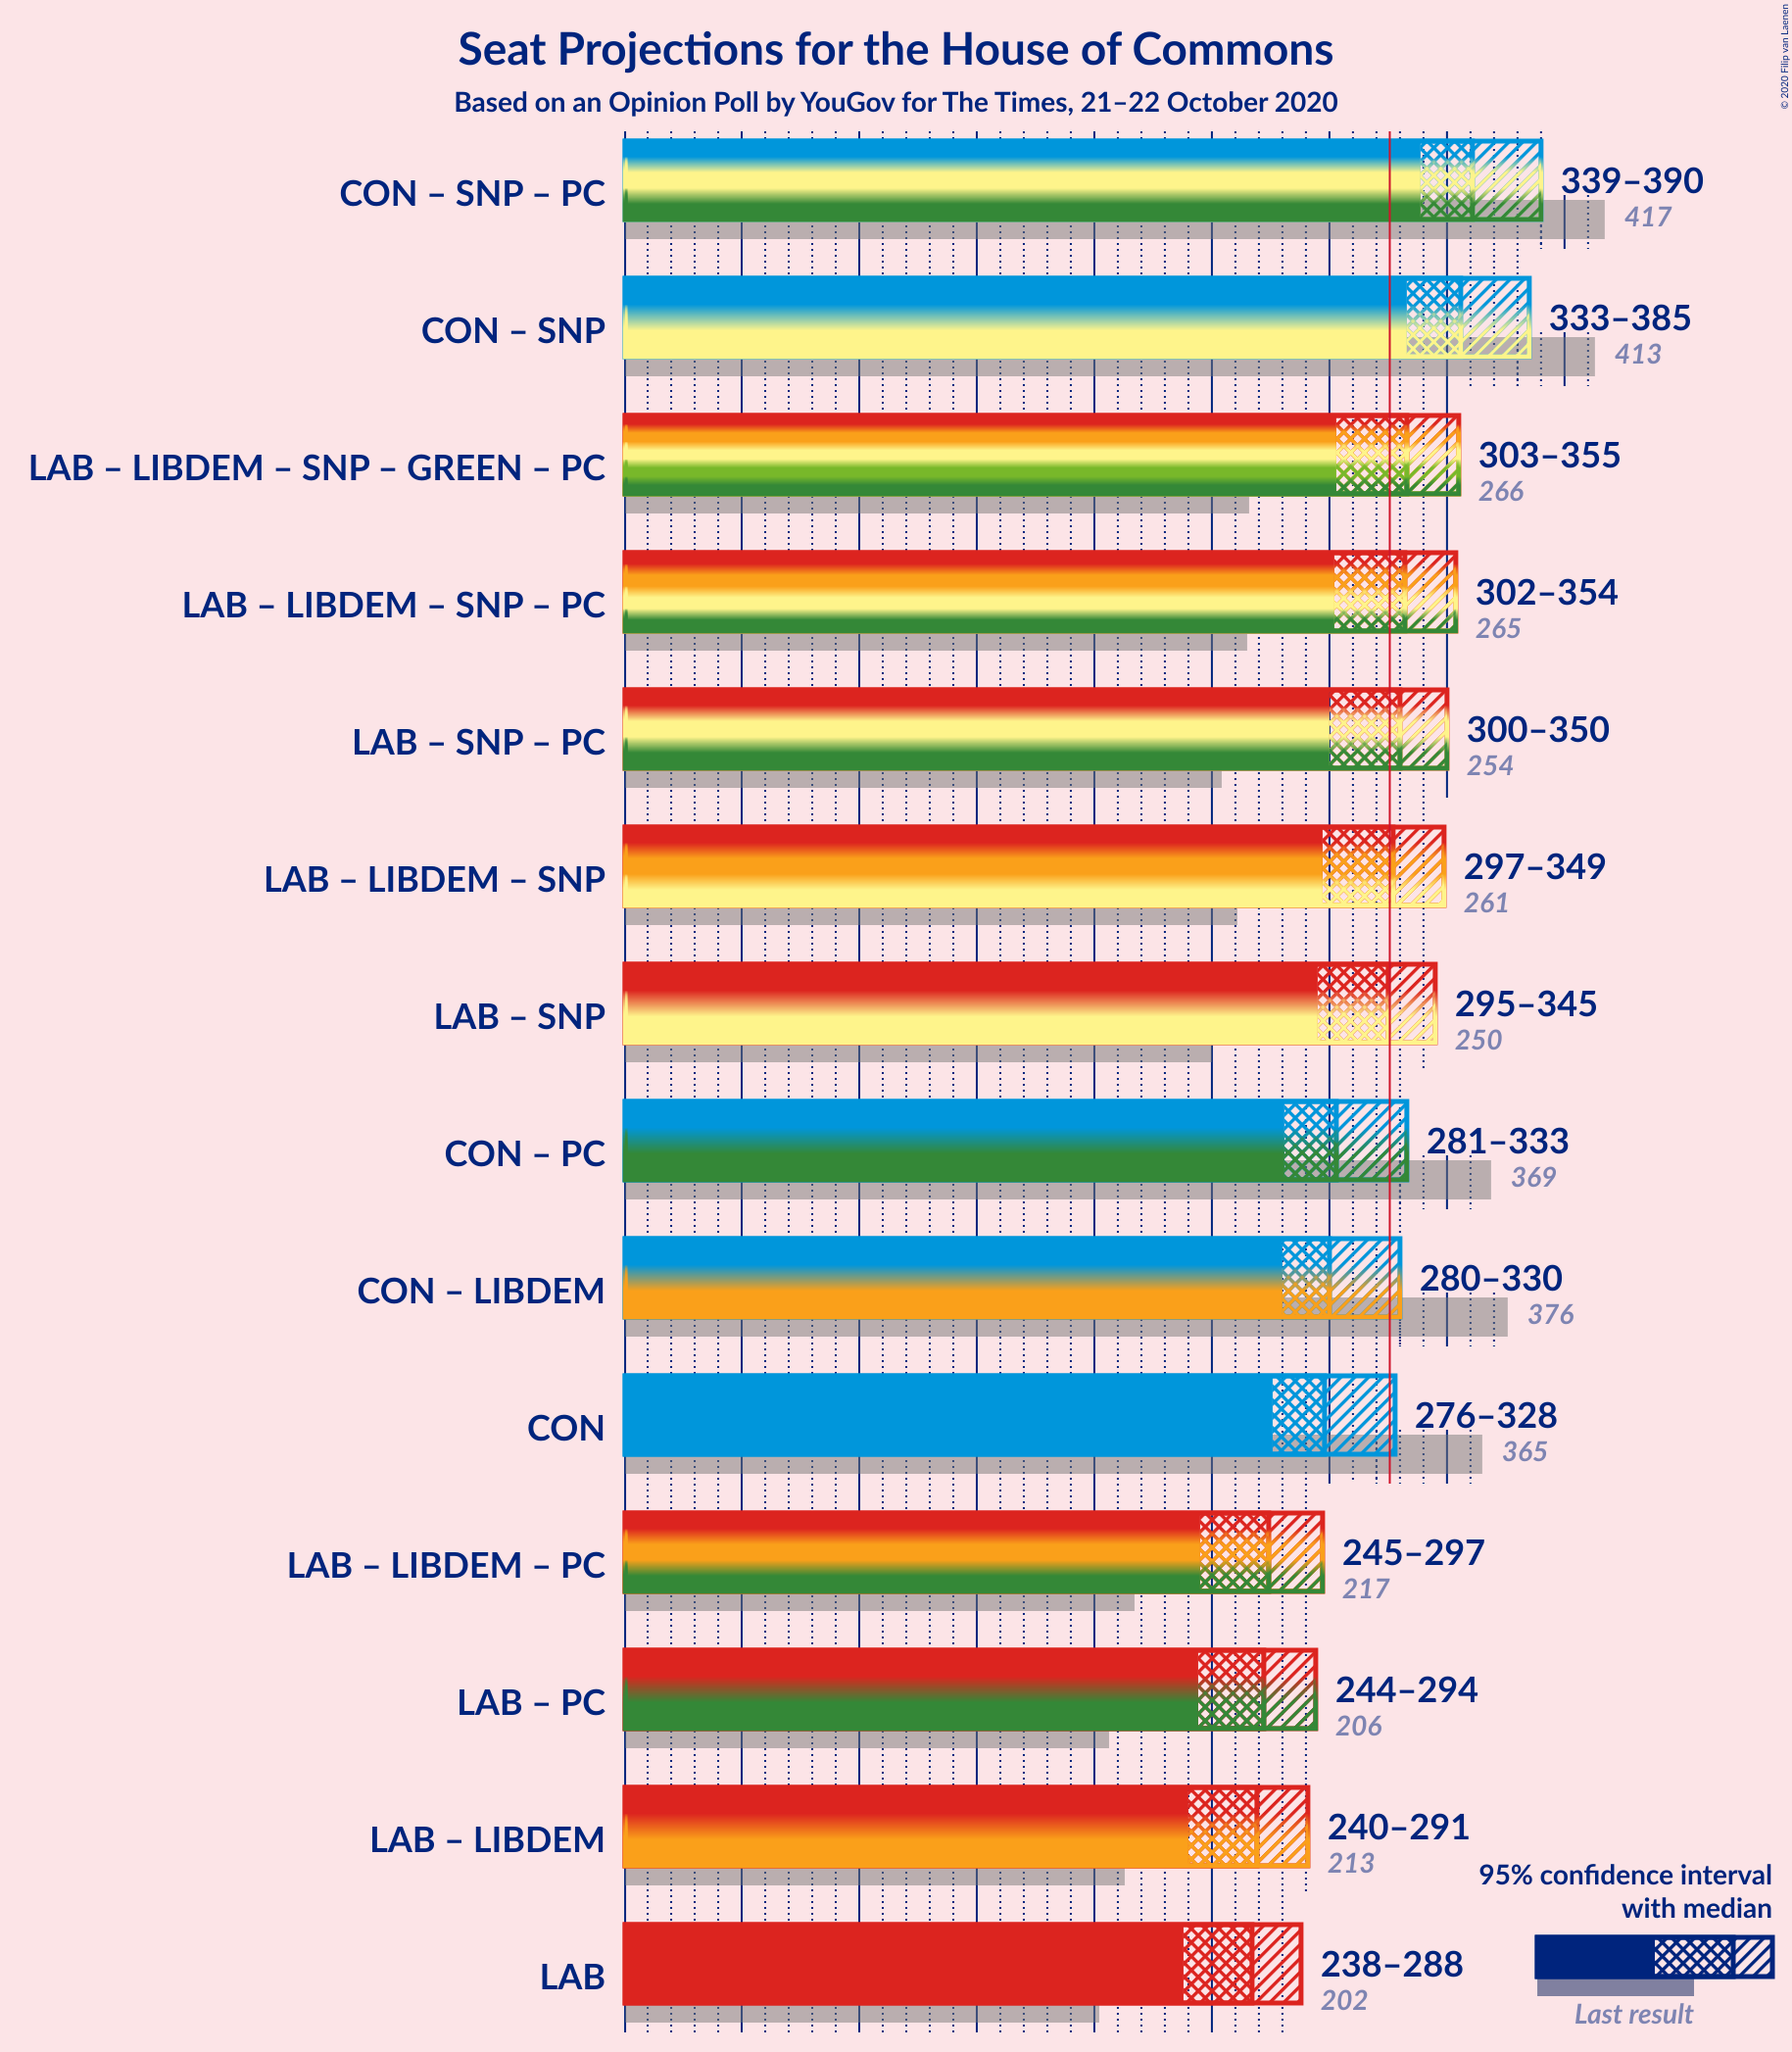 Seat Projections for the House of Commons
Based on an Opinion Poll by YouGov for The Times, 21–22 October 2020
© 2020 Filip van Laenen
CON – SNP – PC
339–390
417
CON – SNP
333–385
413
LAB – LIBDEM – SNP – GREEN – PC
303–355
266
LAB – LIBDEM – SNP – PC
302–354
265
LAB – SNP – PC
300–350
254
LAB – LIBDEM – SNP
297–349
261
LAB – SNP
295–345
250
CON – PC
281–333
369
CON – LIBDEM
280–330
376
CON
276–328
365
LAB – LIBDEM – PC
245–297
217
LAB – PC
244–294
206
LAB – LIBDEM
240–291
213
LAB
238–288
202
95% confidence interval
with median
Last result